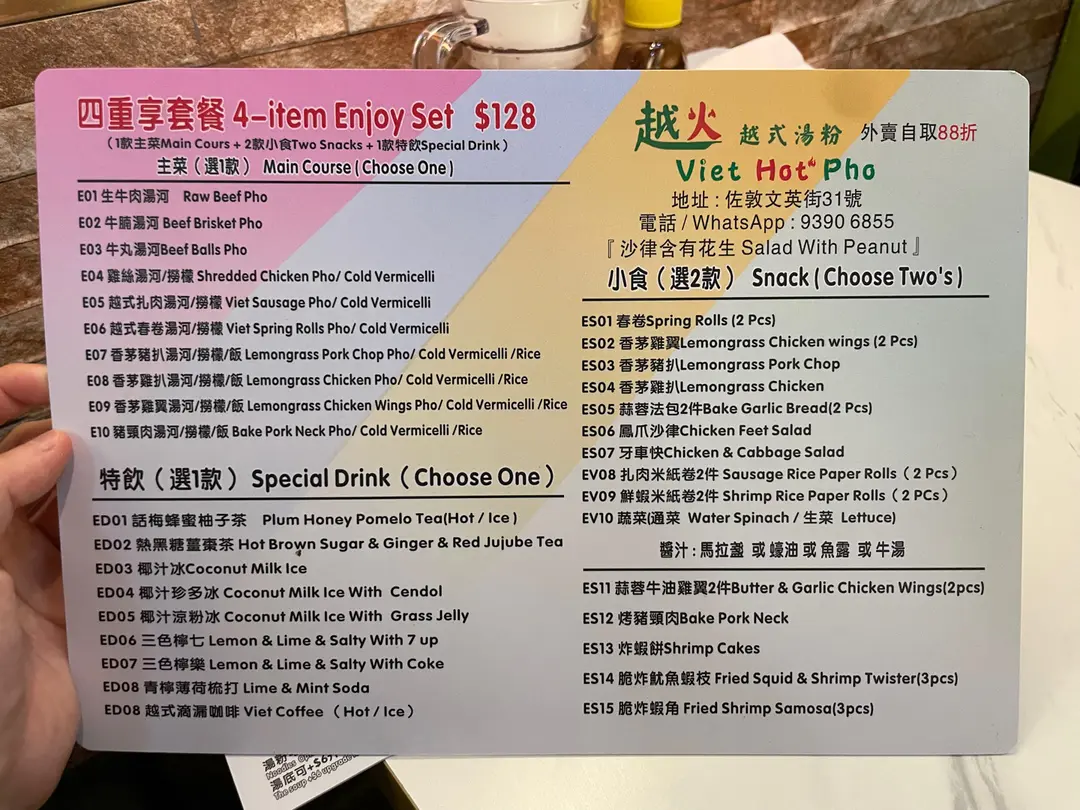 四重享套餐 4-item Enjoy Set $128
(1款主菜Main Cours + 2款小食Two Snacks + 1款特飲Special Drink)
主菜(選1款) Main Course (Choose One)
E01 生牛肉湯河 Raw Beef Pho
E02 牛腩湯河 Beef Brisket Pho
E03 牛丸湯河Beef Balls Pho
E04 雞絲湯河/撈檬 Shredded Chicken Pho/ Cold Vermicelli
E05 越式扎肉湯河/撈檬 Viet Sausage Pho/ Cold Vermicelli
E06 越式春卷湯河/撈檬 Viet Spring Rolls Pho/ Cold Vermicelli
E07 香茅豬扒湯河/撈檬/飯 Lemongrass Pork Chop Pho/ Cold Vermicelli /Rice
E08 香茅雞扒湯河/撈檬/飯 Lemongrass Chicken Pho/ Cold Vermicelli /Rice
E09 香茅雞翼湯河/撈檬/飯 Lemongrass Chicken Wings Pho/ Cold Vermicelli /Rice
E10 豬頸肉湯河/撈檬/飯 Bake Pork Neck Pho/ Cold Vermicelli /Rice
特飲(選1款) Special Drink (Choose One)
ED01 話梅蜂蜜柚子茶 Plum Honey Pomelo Tea(Hot / Ice)
ED02 熱黑糖薑棗茶 Hot Brown Sugar & Ginger & Red Jujube Tea
ED03 椰汁冰Coconut Milk Ice
ED04 椰汁珍多冰 Coconut Milk Ice With Cendol
ED05 椰汁涼粉冰 Coconut Milk Ice With Grass Jelly
ED06 三色檸七 Lemon & Lime & Salty With 7 up
ED07 三色檸樂 Lemon & Lime & Salty With Coke
ED08 青檸薄荷梳打 Lime & Mint Soda
ED08 越式滴漏咖啡 Viet Coffee (Hot / Ice)
越火 越式湯粉 外賣自取88折
Viet Hot Pho
地址:佐敦文英街31號
電話 / WhatsApp : 9390 6855
『 沙律含有花生 Salad With Peanut 』
小食(選2款) Snack (Choose Two's)
ES01 春卷Spring Rolls (2 Pcs)
ES02 香茅雞翼Lemongrass Chicken wings (2 Pcs)
ES03 香茅豬扒Lemongrass Pork Chop
ES04 香茅雞扒Lemongrass Chicken
ES05 蒜蓉法包2件Bake Garlic Bread(2 Pcs)
ES06 鳳爪沙律Chicken Feet Salad
ES07 牙車快Chicken & Cabbage Salad
EV08 扎肉米紙卷2件 Sausage Rice Paper Rolls (2 Pcs)
EV09 鮮蝦米紙卷2件 Shrimp Rice Paper Rolls (2 PCs)
EV10 蔬菜(通菜 Water Spinach / 生菜 Lettuce)
醬汁:馬拉盞 或蠔油 或魚露 或牛湯
ES11 蒜蓉牛油雞翼2件Butter & Garlic Chicken Wings(2pcs)
ES12 烤豬頸肉Bake Pork Neck
ES13 炸蝦餅Shrimp Cakes
ES14 脆炸魷魚蝦枝 Fried Squid & Shrimp Twister(3pcs)
ES15 脆炸蝦角 Fried Shrimp Samosa(3pcs)
湯粉
Noodles
湯底可+$6
The soup +$6 upgrade